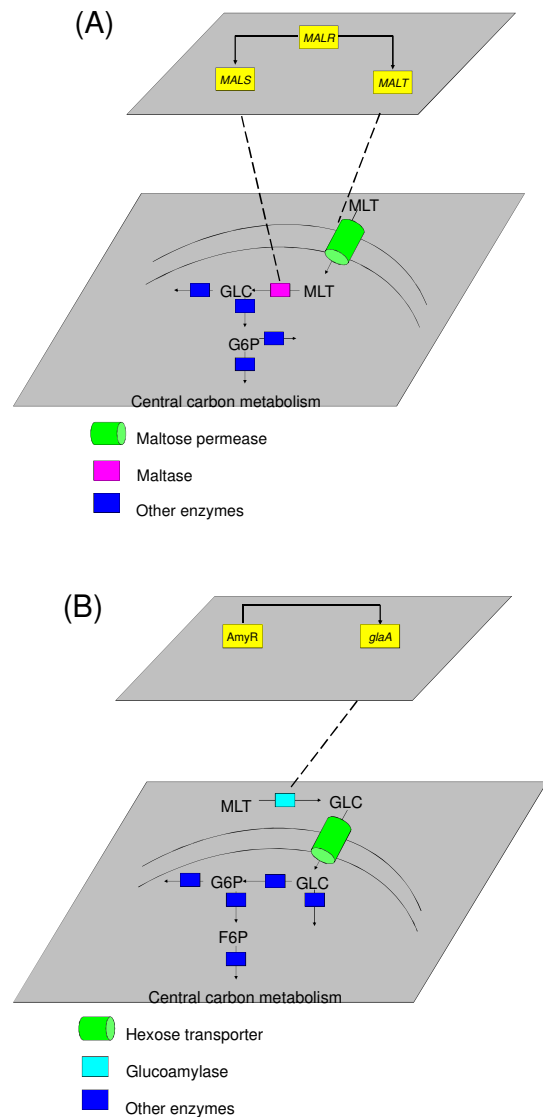 (A)
MALR
MALS
MALT
MLT
GLC
MLT
G6P
Central carbon metabolism
Maltose permease
Maltase
Other enzymes
(B)
AmyR
glaA
MLT
GLC
G6P
GLC
F6P
Central carbon metabolism
Hexose transporter
Glucoamylase
Other enzymes